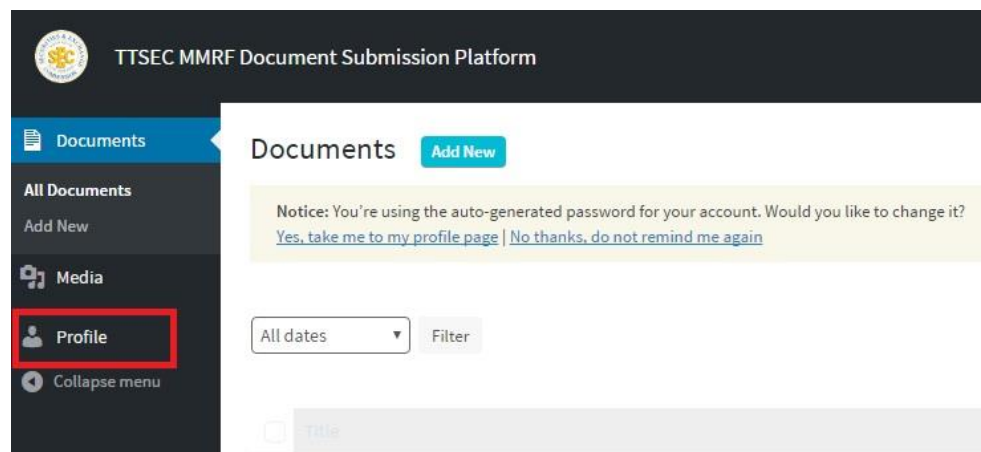 TTSEC MMRF Document Submission Platform
Documents
All Documents
Add New
Media
Profile
Collapse menu
Documents Add New
Notice: You're using the auto-generated password for your account. Would you like to change it?
Yes, take me to my profile page | No thanks, do not remind me again
All dates Filter
Title